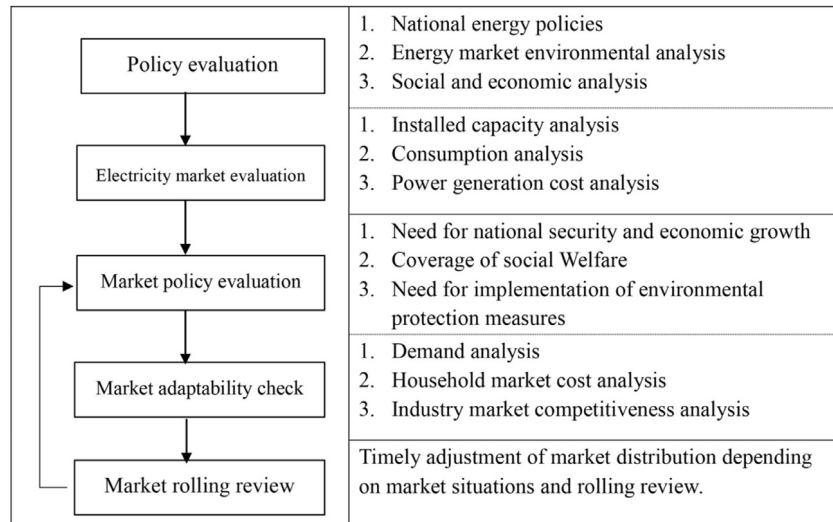 Policy evaluation
1. National energy policies
2. Energy market environmental analysis
3. Social and economic analysis
Electricity market evaluation
1. Installed capacity analysis
2. Consumption analysis
3. Power generation cost analysis
Market policy evaluation
1. Need for national security and economic growth
2. Coverage of social Welfare
3. Need for implementation of environmental
protection measures
Market adaptability check
1. Demand analysis
2. Household market cost analysis
3. Industry market competitiveness analysis
Market rolling review
Timely adjustment of market distribution depending
on market situations and rolling review.